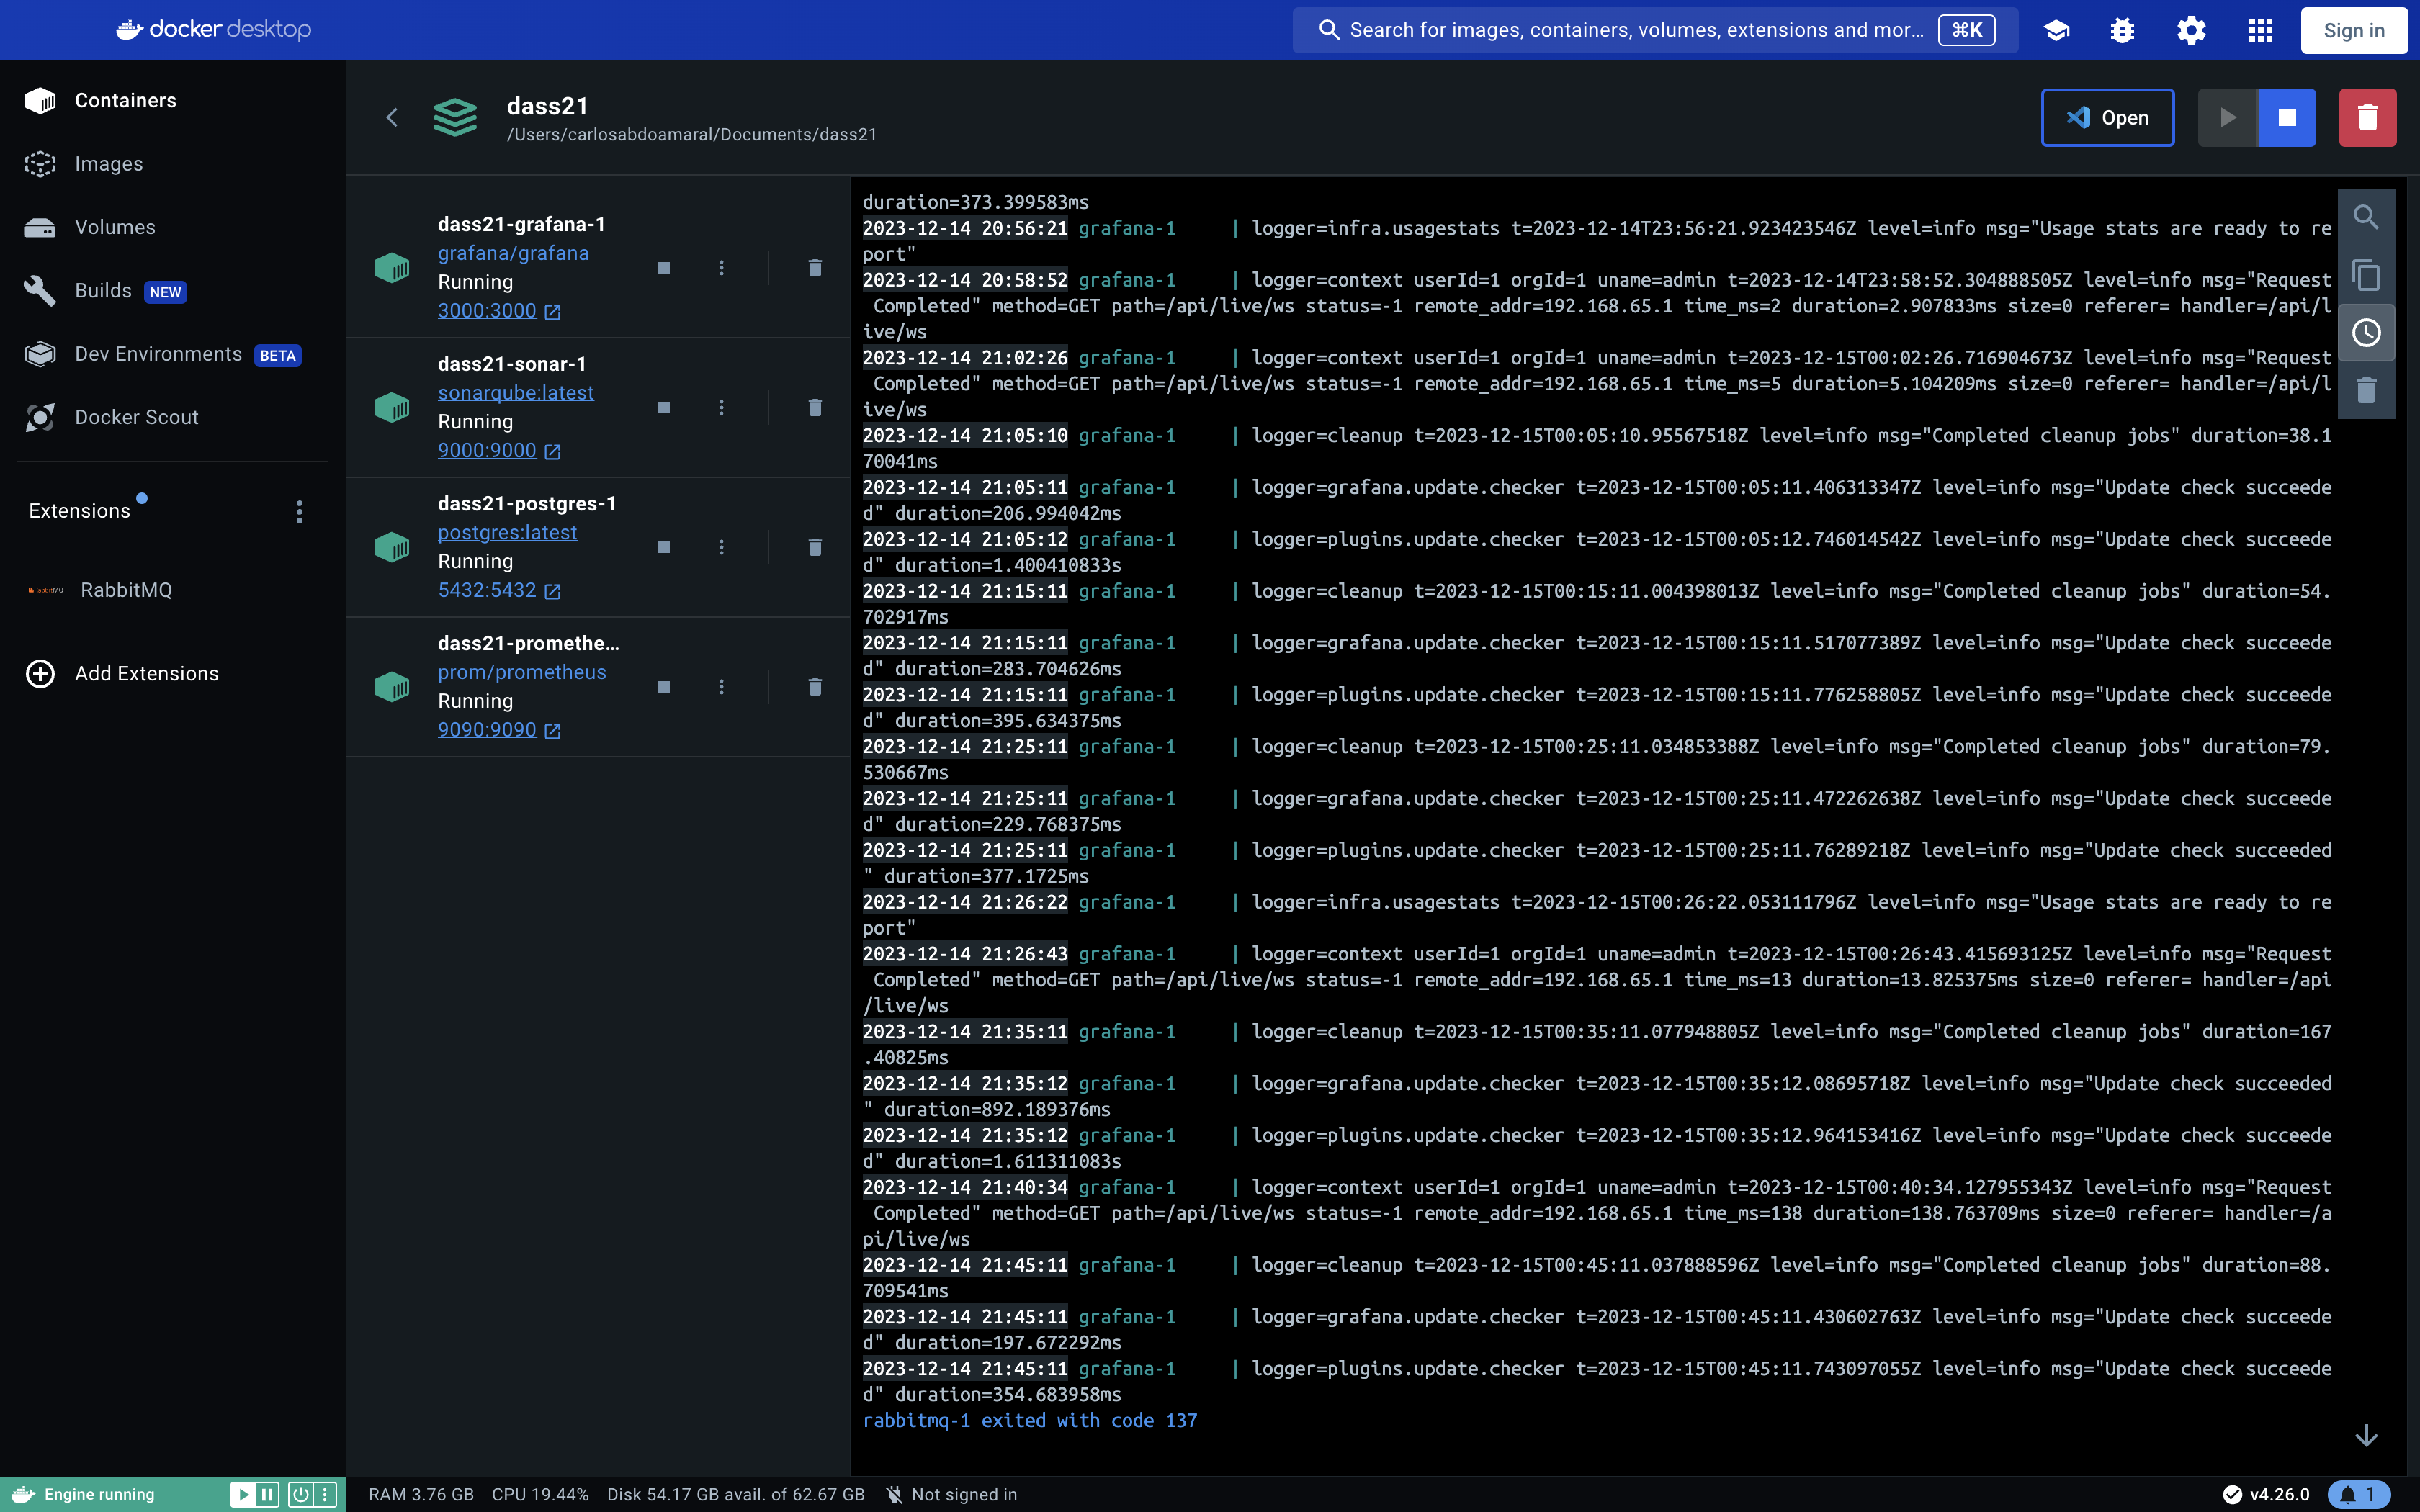 docker desktop
Search for images, containers, volumes, extensions and mor...
⌘K
Sign in
Containers
Images
Volumes
Builds NEW
Dev Environments BETA
Docker Scout
Extensions
RabbitMQ RabbitMQ
Add Extensions
dass21
/Users/carlosabdoamaral/Documents/dass21
Open
dass21-grafana-1
grafana/grafana
Running
3000:3000
dass21-sonar-1
sonarqube:latest
Running
9000:9000
dass21-postgres-1
postgres:latest
Running
5432:5432
dass21-promethe...
prom/prometheus
Running
9090:9090
duration=373.399583ms
2023-12-14 20:56:21 grafana-1 | logger=infra.usagestats t=2023-12-14T23:56:21.923423546Z level=info msg="Usage stats are ready to re
port"
2023-12-14 20:58:52 grafana-1 | logger=context userId=1 orgId=1 uname=admin t=2023-12-14T23:58:52.304888505Z level=info msg="Request
Completed" method=GET path=/api/live/ws status=-1 remote_addr=192.168.65.1 time_ms=2 duration=2.907833ms size=0 referer= handler=/api/l
ive/ws
2023-12-14 21:02:26 grafana-1 | logger=context userId=1 orgId=1 uname=admin t=2023-12-15T00:02:26.716904673Z level=info msg="Request
Completed" method=GET path=/api/live/ws status=-1 remote_addr=192.168.65.1 time_ms=5 duration=5.104209ms size=0 referer= handler=/api/l
ive/ws
2023-12-14 21:05:10 grafana-1 | logger=cleanup t=2023-12-15T00:05:10.95567518Z level=info msg="Completed cleanup jobs" duration=38.1
70041ms
2023-12-14 21:05:11 grafana-1 | logger=grafana.update.checker t=2023-12-15T00:05:11.406313347Z level=info msg="Update check succeede
d" duration=206.994042ms
2023-12-14 21:05:12 grafana-1 | logger=plugins.update.checker t=2023-12-15T00:05:12.746014542Z level=info msg="Update check succeede
d" duration=1.400410833s
2023-12-14 21:15:11 grafana-1 | logger=cleanup t=2023-12-15T00:15:11.004398013Z level=info msg="Completed cleanup jobs" duration=54.
702917ms
2023-12-14 21:15:11 grafana-1 | logger=grafana.update.checker t=2023-12-15T00:15:11.517077389Z level=info msg="Update check succeede
d" duration=283.704626ms
2023-12-14 21:15:11 grafana-1 | logger=plugins.update.checker t=2023-12-15T00:15:11.776258805Z level=info msg="Update check succeede
d" duration=395.634375ms
2023-12-14 21:25:11 grafana-1 | logger=cleanup t=2023-12-15T00:25:11.034853388Z level=info msg="Completed cleanup jobs" duration=79.
530667ms
2023-12-14 21:25:11 grafana-1 | logger=grafana.update.checker t=2023-12-15T00:25:11.472262638Z level=info msg="Update check succeede
d" duration=229.768375ms
2023-12-14 21:25:11 grafana-1 | logger=plugins.update.checker t=2023-12-15T00:25:11.76289218Z level=info msg="Update check succeeded
" duration=377.1725ms
2023-12-14 21:26:22 grafana-1 | logger=infra.usagestats t=2023-12-15T00:26:22.053111796Z level=info msg="Usage stats are ready to re
port"
2023-12-14 21:26:43 grafana-1 | logger=context userId=1 orgId=1 uname=admin t=2023-12-15T00:26:43.415693125Z level=info msg="Request
Completed" method=GET path=/api/live/ws status=-1 remote_addr=192.168.65.1 time_ms=13 duration=13.825375ms size=0 referer= handler=/api
/live/ws
2023-12-14 21:35:11 grafana-1 | logger=cleanup t=2023-12-15T00:35:11.077948805Z level=info msg="Completed cleanup jobs" duration=167
.40825ms
2023-12-14 21:35:12 grafana-1 | logger=grafana.update.checker t=2023-12-15T00:35:12.08695718Z level=info msg="Update check succeeded
" duration=892.189376ms
2023-12-14 21:35:12 grafana-1 | logger=plugins.update.checker t=2023-12-15T00:35:12.964153416Z level=info msg="Update check succeede
d" duration=1.611311083s
2023-12-14 21:40:34 grafana-1 | logger=context userId=1 orgId=1 uname=admin t=2023-12-15T00:40:34.127955343Z level=info msg="Request
Completed" method=GET path=/api/live/ws status=-1 remote_addr=192.168.65.1 time_ms=138 duration=138.763709ms size=0 referer= handler=/a
pi/live/ws
2023-12-14 21:45:11 grafana-1 | logger=cleanup t=2023-12-15T00:45:11.037888596Z level=info msg="Completed cleanup jobs" duration=88.
709541ms
2023-12-14 21:45:11 grafana-1 | logger=grafana.update.checker t=2023-12-15T00:45:11.430602763Z level=info msg="Update check succeede
d" duration=197.672292ms
2023-12-14 21:45:11 grafana-1 | logger=plugins.update.checker t=2023-12-15T00:45:11.743097055Z level=info msg="Update check succeede
d" duration=354.683958ms
rabbitmq-1 exited with code 137
Engine running
RAM 3.76 GB CPU 19.44% Disk 54.17 GB avail. of 62.67 GB Not signed in
v4.26.0
1